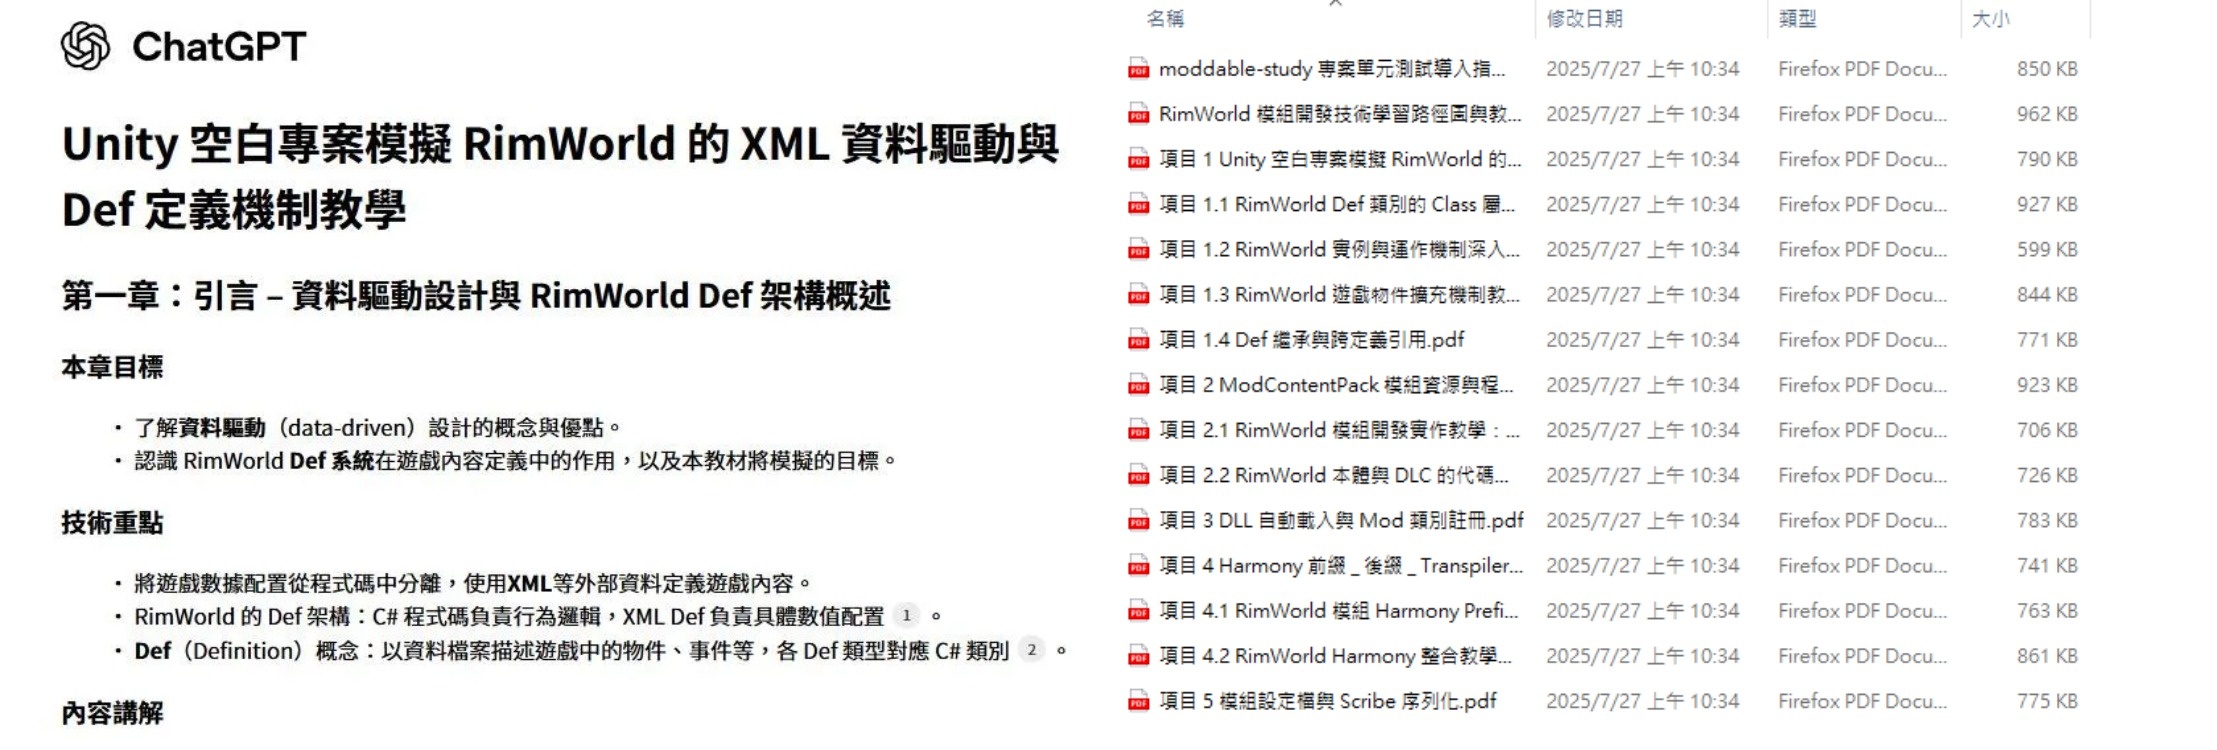 ChatGPT
Unity 空白專案模擬 RimWorld 的 XML 資料驅動與
Def 定義機制教學
第一章：引言 – 資料驅動設計與 RimWorld Def 架構概述
本章目標
• 了解資料驅動（data-driven）設計的概念與優點。
• 認識 RimWorld Def 系統在遊戲內容定義中的作用，以及本教材將模擬的目標。
技術重點
• 將遊戲數據配置從程式碼中分離，使用XML等外部資料定義遊戲內容。
• RimWorld 的 Def 架構：C# 程式碼負責行為邏輯，XML Def 負責具體數值配置 1 。
• Def（Definition）概念：以資料檔案描述遊戲中的物件、事件等，各 Def 類型對應 C# 類別 2 。
內容講解
名稱 修改日期 類型 大小
moddable-study 專案單元測試導入指... 2025/7/27 上午 10:34 Firefox PDF Docu... 850 KB
RimWorld 模組開發技術學習路徑圖與教... 2025/7/27 上午 10:34 Firefox PDF Docu... 962 KB
項目 1 Unity 空白專案模擬 RimWorld 的... 2025/7/27 上午 10:34 Firefox PDF Docu... 790 KB
項目 1.1 RimWorld Def 類別的 Class 屬... 2025/7/27 上午 10:34 Firefox PDF Docu... 927 KB
項目 1.2 RimWorld 實例與運作機制深入... 2025/7/27 上午 10:34 Firefox PDF Docu... 599 KB
項目 1.3 RimWorld 遊戲物件擴充機制教... 2025/7/27 上午 10:34 Firefox PDF Docu... 844 KB
項目 1.4 Def 繼承與跨定義引用.pdf 2025/7/27 上午 10:34 Firefox PDF Docu... 771 KB
項目 2 ModContentPack 模組資源與程... 2025/7/27 上午 10:34 Firefox PDF Docu... 923 KB
項目 2.1 RimWorld 模組開發實作教學：... 2025/7/27 上午 10:34 Firefox PDF Docu... 706 KB
項目 2.2 RimWorld 本體與 DLC 的代碼... 2025/7/27 上午 10:34 Firefox PDF Docu... 726 KB
項目 3 DLL 自動載入與 Mod 類別註冊.pdf 2025/7/27 上午 10:34 Firefox PDF Docu... 783 KB
項目 4 Harmony 前綴 _ 後綴 _ Transpiler... 2025/7/27 上午 10:34 Firefox PDF Docu... 741 KB
項目 4.1 RimWorld 模組 Harmony Prefi... 2025/7/27 上午 10:34 Firefox PDF Docu... 763 KB
項目 4.2 RimWorld Harmony 整合教學... 2025/7/27 上午 10:34 Firefox PDF Docu... 861 KB
項目 5 模組設定檔與 Scribe 序列化.pdf 2025/7/27 上午 10:34 Firefox PDF Docu... 775 KB